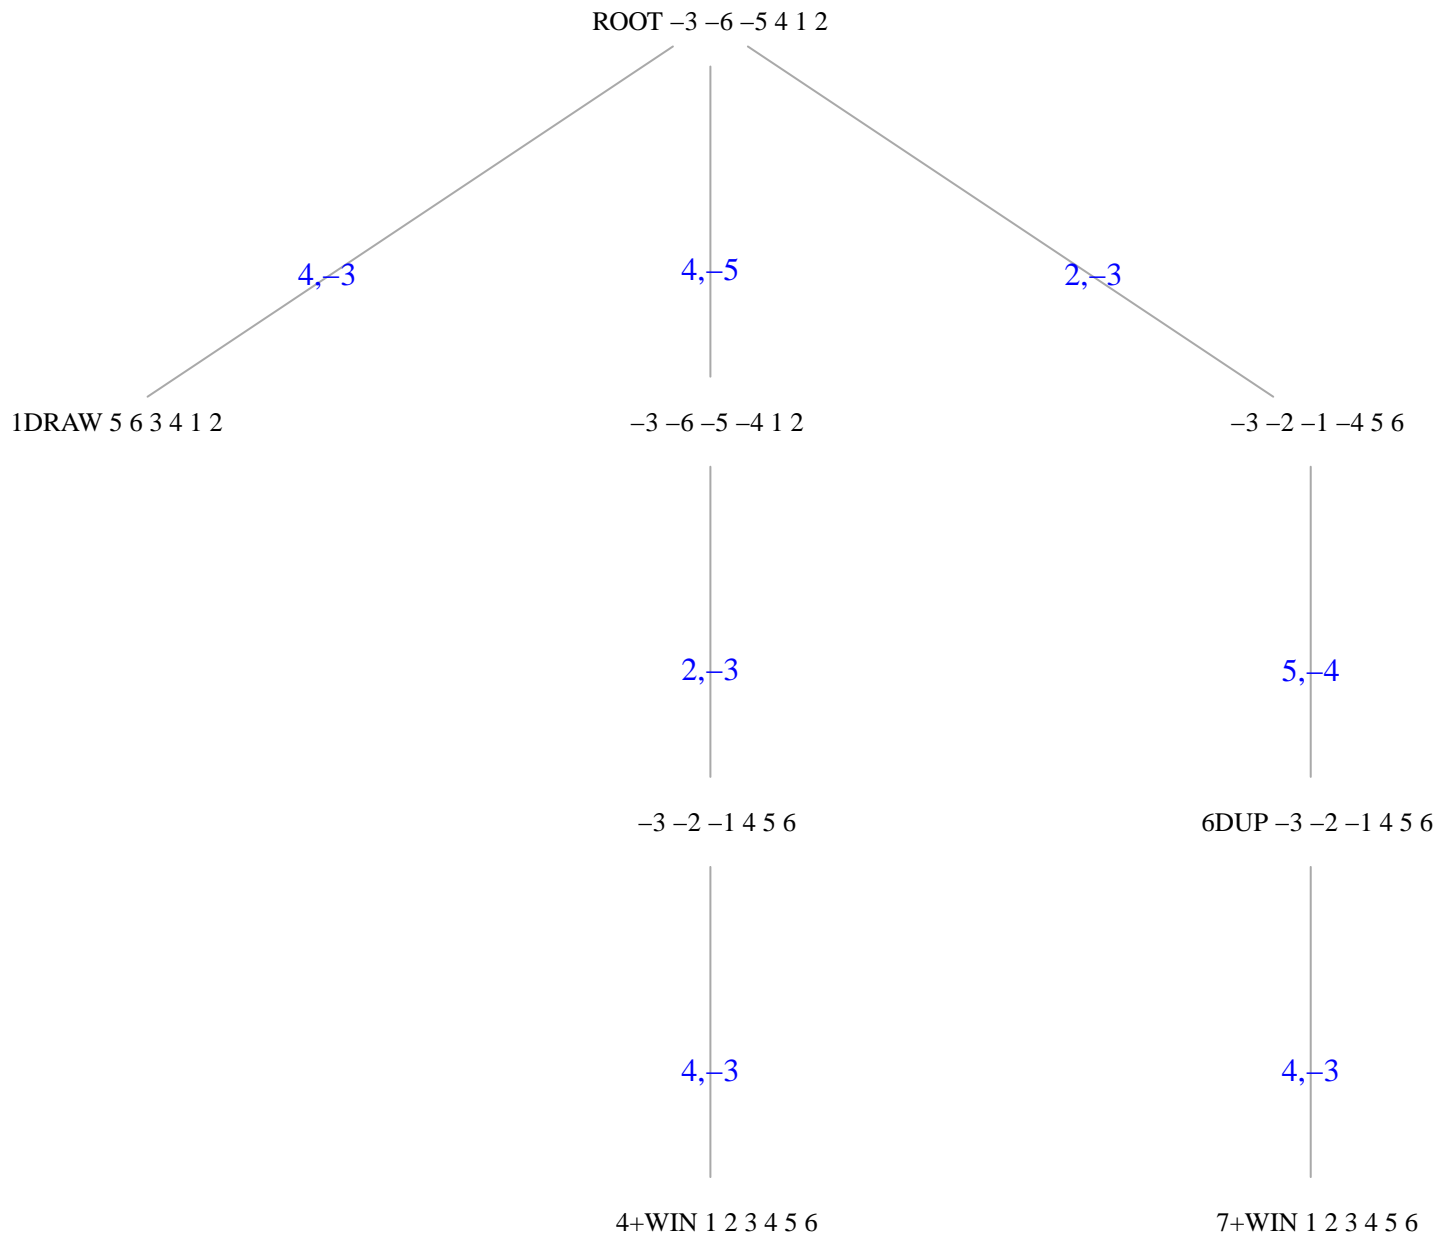 ROOT –3 –6 –5 4 1 2
4,–3
4,–5
2,–3
1DRAW 5 6 3 4 1 2
–3 –6 –5 –4 1 2
–3 –2 –1 –4 5 6
2,–3
5,–4
–3 –2 –1 4 5 6
6DUP –3 –2 –1 4 5 6
4,–3
4,–3
4+WIN 1 2 3 4 5 6
7+WIN 1 2 3 4 5 6